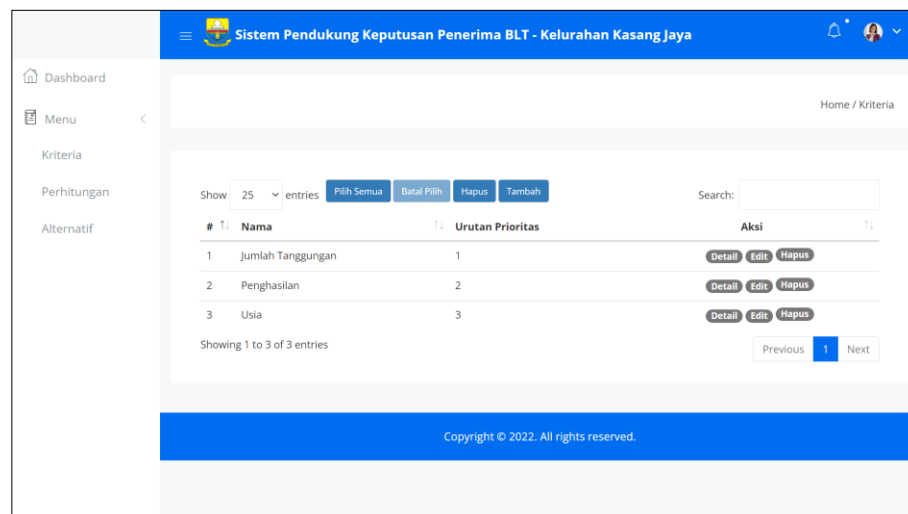 Sistem Pendukung Keputusan Penerima BLT - Kelurahan Kasang Jaya
Dashboard
Menu
Kriteria
Perhitungan
Alternatif
Home / Kriteria
Show 25 entries Pilih Semua Batal Pilih Hapus Tambah Search:
# Nama Urutan Prioritas Aksi
1 Jumlah Tanggungan 1 Detail Edit Hapus
2 Penghasilan 2 Detail Edit Hapus
3 Usia 3 Detail Edit Hapus
Showing 1 to 3 of 3 entries Previous 1 Next
Copyright © 2022. All rights reserved.